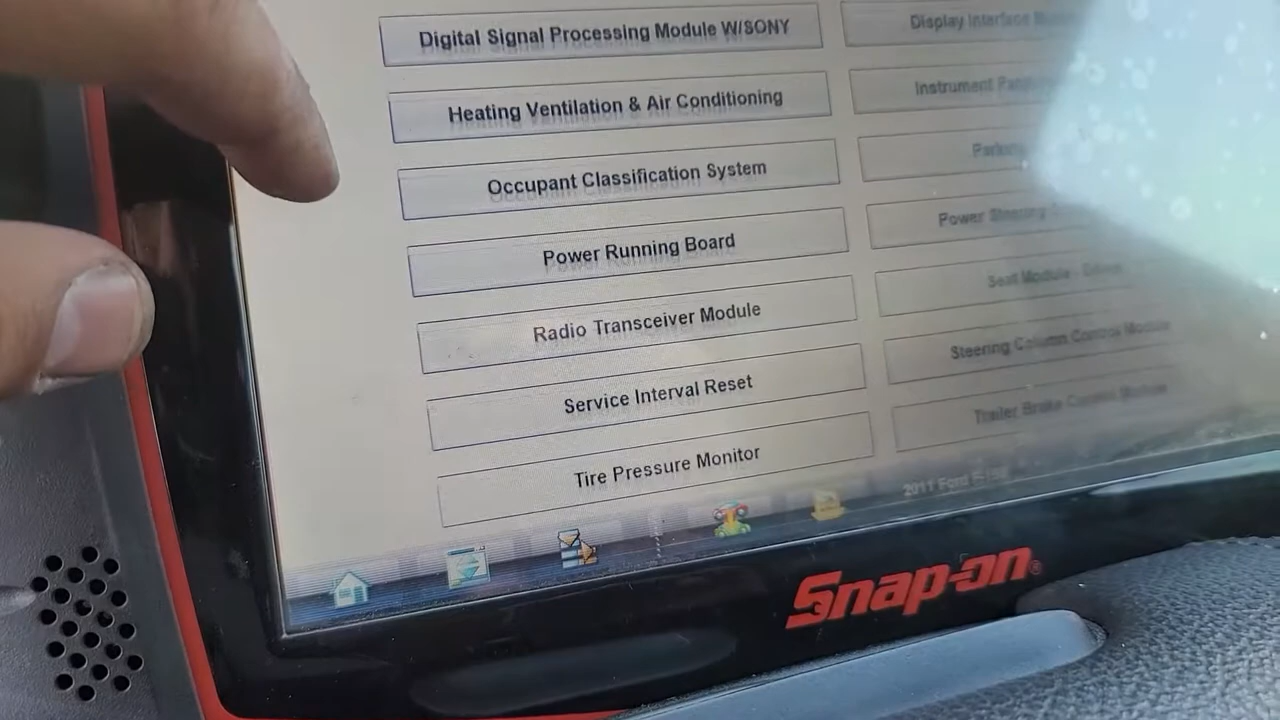 Digital Signal Processing Module W/SONY
Display Interface
Heating Ventilation & Air Conditioning
Instrument
Occupant Classification System
Power Running Board
Power Steering
Radio Transceiver Module
Seat Module - Driver
Service Interval Reset
Steering Column Control Module
Tire Pressure Monitor
Trailer Brake Control Module
2011 Ford
Snap-on